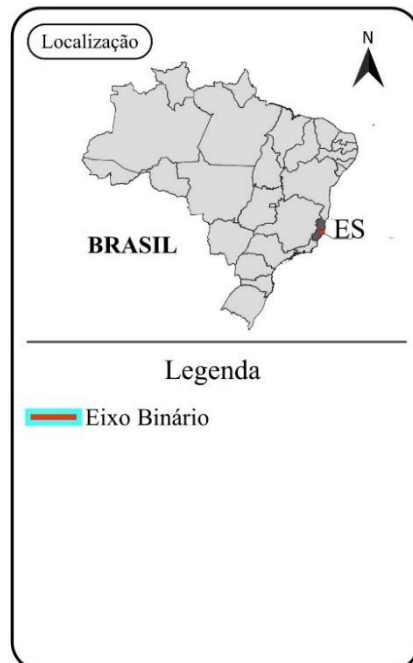 Localização
N
BRASIL
ES
Legenda
Eixo Binário